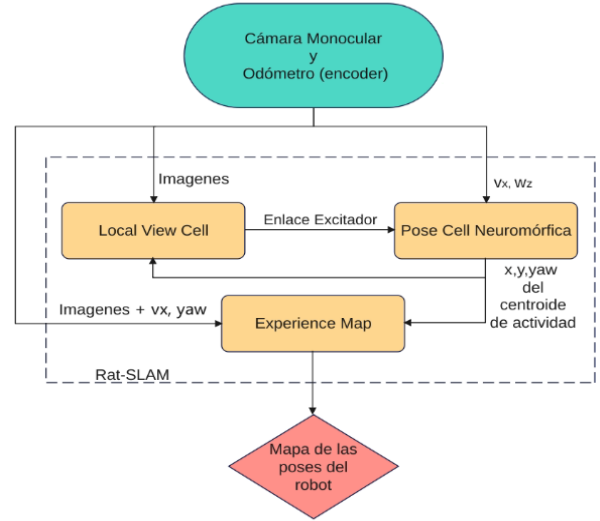 Cámara Monocular
y
Odómetro (encoder)
Imagenes
vx, wz
Local View Cell
Enlace Excitador
Pose Cell Neuromórfica
x,y,yaw
del
centroide
de actividad
Imagenes + vx, yaw
Experience Map
Rat-SLAM
Mapa de las
poses del
robot